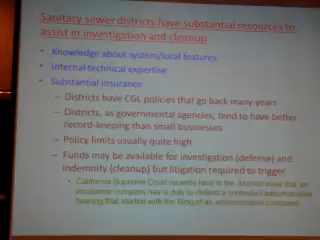 Sanitary sewer districts have substantial resources to
assist in investigation and cleanup
• Knowledge about system/local features
• Internal technical expertise
• Substantial insurance
– Districts have CGL policies that go back many years
– Districts, as governmental agencies, tend to have better
record-keeping than small businesses
– Policy limits usually quite high
– Funds may be available for investigation (defense) and
indemnity (cleanup) but litigation required to trigger
• California Supreme Court recently held in the Ameron case that an
insurance company has a duty to defend a contested administrative
hearing that started with the filing of an administrative complaint